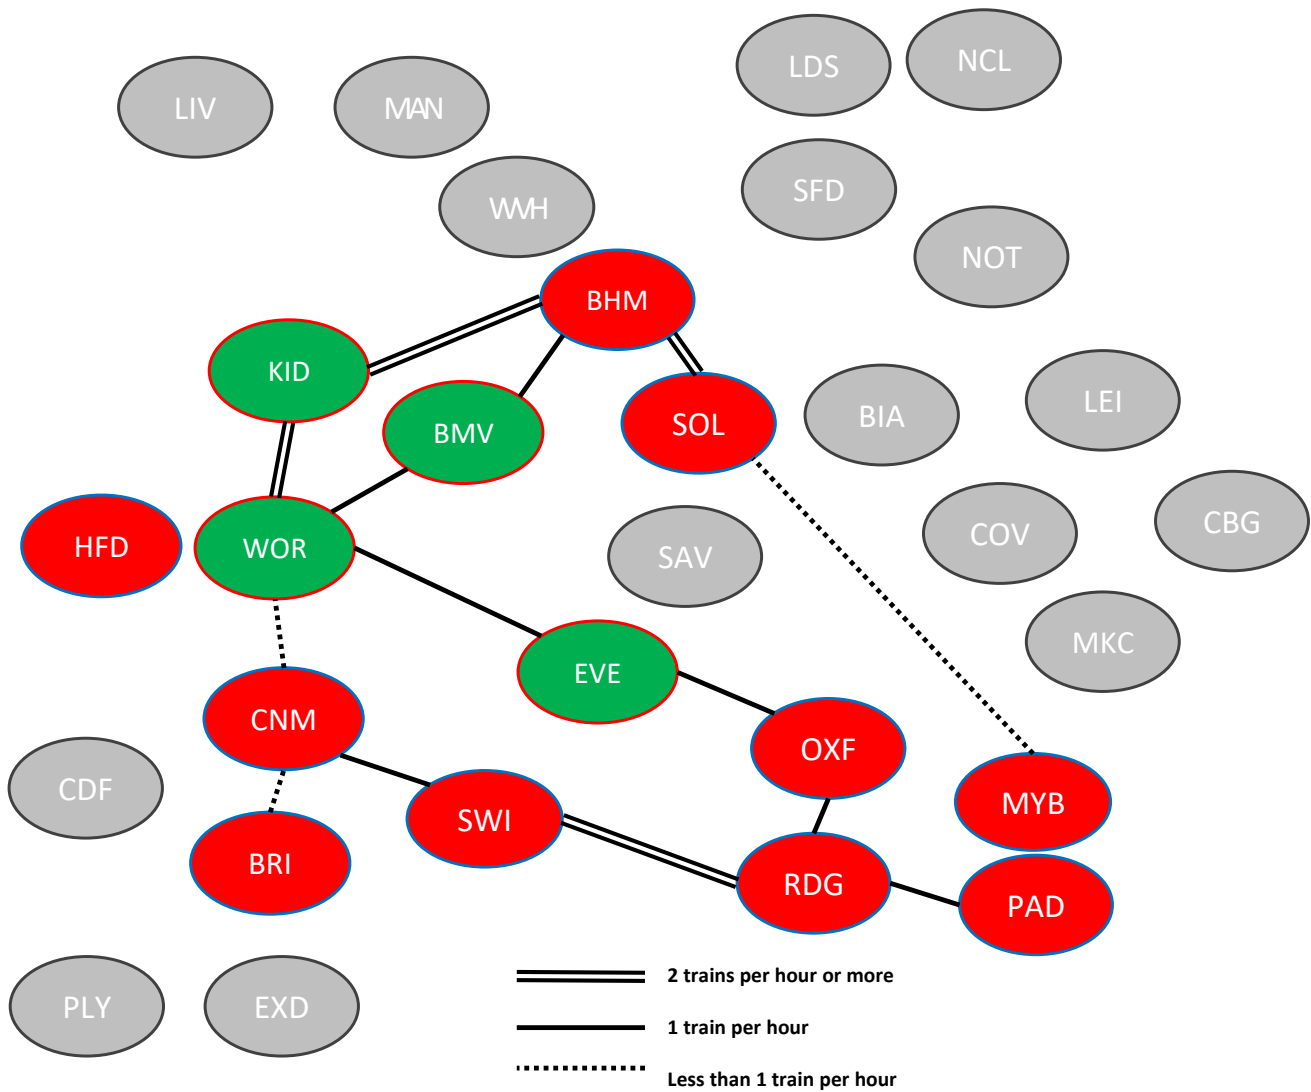 LDS
NCL
LIV
MAN
SFD
WVH
NOT
BHM
KID
LEI
BIA
SOL
BMV
CBG
COV
HFD
WOR
SAV
MKC
EVE
CNM
OXF
CDF
MYB
SWI
BRI
RDG
PAD
PLY
EXD
2 trains per hour or more
1 train per hour
Less than 1 train per hour